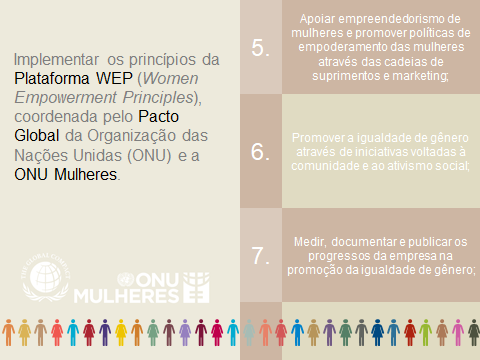 Implementar os princípios da
Plataforma WEP (Women
Empowerment Principles),
coordenada pelo Pacto
Global da Organização das
Nações Unidas (ONU) e a
ONU Mulheres.
THE GLOBAL COMPACT
ONU
MULHERES
5.
Apoiar empreendedorismo de
mulheres e promover políticas de
empoderamento das mulheres
através das cadeias de
suprimentos e marketing;
6.
Promover a igualdade de gênero
através de iniciativas voltadas à
comunidade e ao ativismo social;
7.
Medir, documentar e publicar os
progressos da empresa na
promoção da igualdade de gênero;